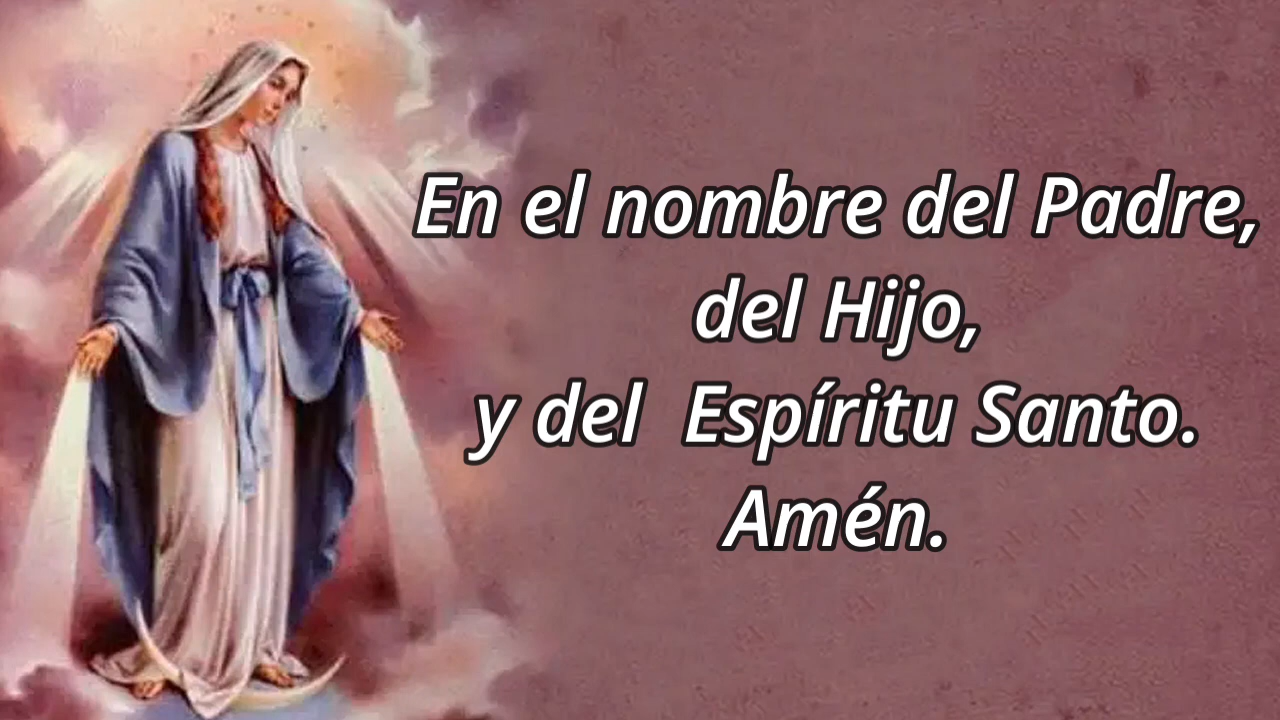 En el nombre del Padre,
del Hijo,
y del Espíritu Santo.
Amén.